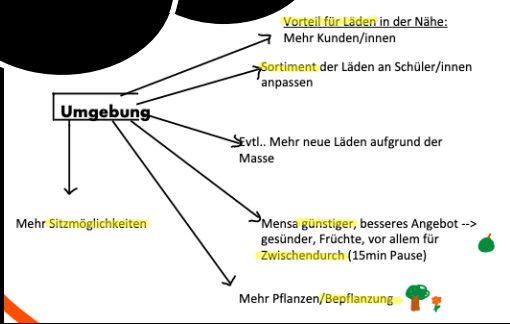 Vorteil für Läden in der Nähe:
Mehr Kunden/innen
Sortiment der Läden an Schüler/innen
anpassen
Umgebung
Evtl.. Mehr neue Läden aufgrund der
Masse
Mehr Sitzmöglichkeiten
Mensa günstiger, besseres Angebot -->
gesünder, Früchte, vor allem für
Zwischendurch (15min Pause)
Mehr Pflanzen/Bepflanzung